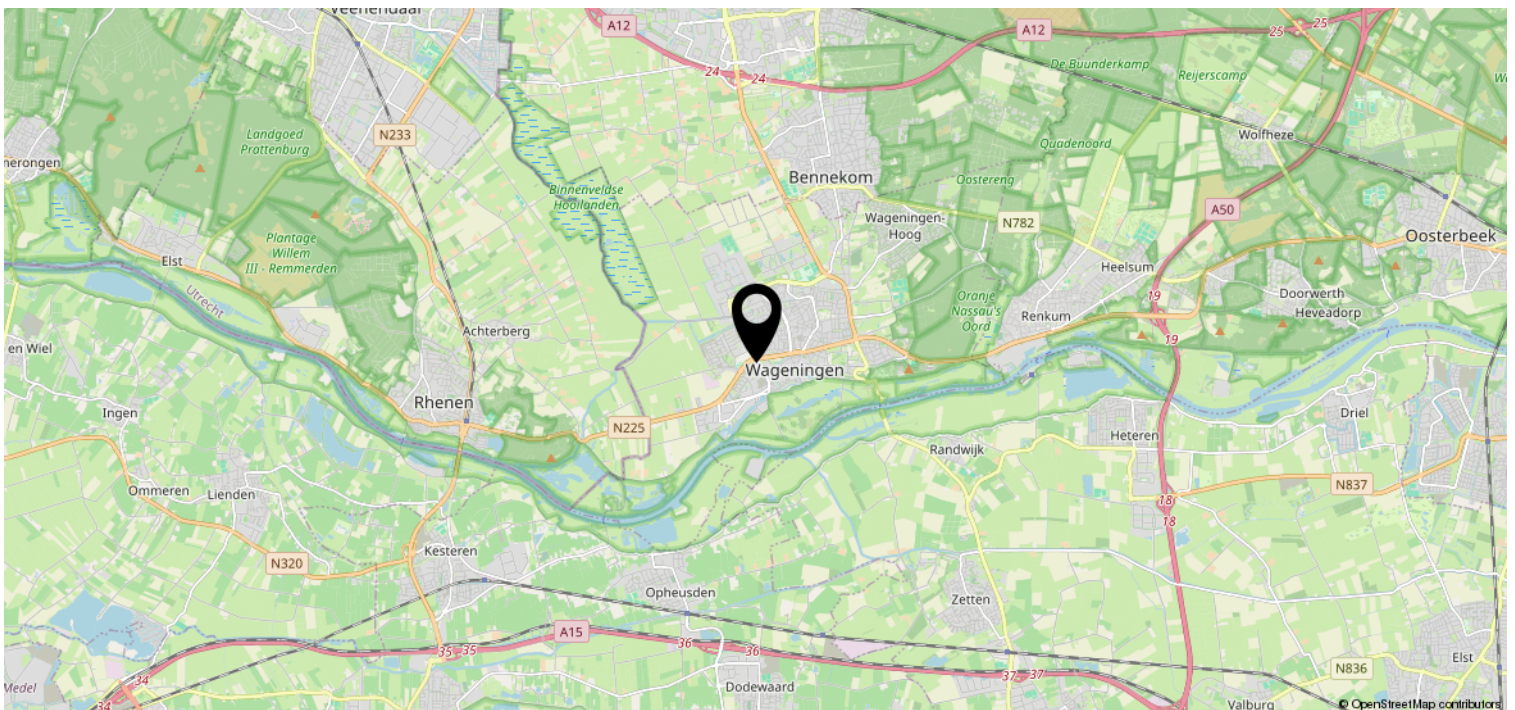 Veenendaal
A12
25
25
A12
24
24
De Buunderkamp
Reijerscamp
N233
Landgoed
Prattenburg
Wolfheze
nerongen
Quadenoord
Bennekom
Oostereng
Binnenveldse
Hooilanden
A50
N782
Wageningen-
Hoog
Plantage
Willem
III - Remmerden
Oosterbeek
Elst
Heelsum
Utrecht
Oranje
Nassau's
Oord
19
Doorwerth
Heveadorp
Renkum
Achterberg
19
en Wiel
Wageningen
Rhenen
Ingen
Driel
N225
Heteren
Randwijk
Ommeren
Lienden
N837
18
18
Kesteren
N320
Opheusden
Zetten
A15
36
36
35
35
Elst
N836
37
37
34
Medel
Dodewaard
34
Valburg
© OpenStreetMap contributors